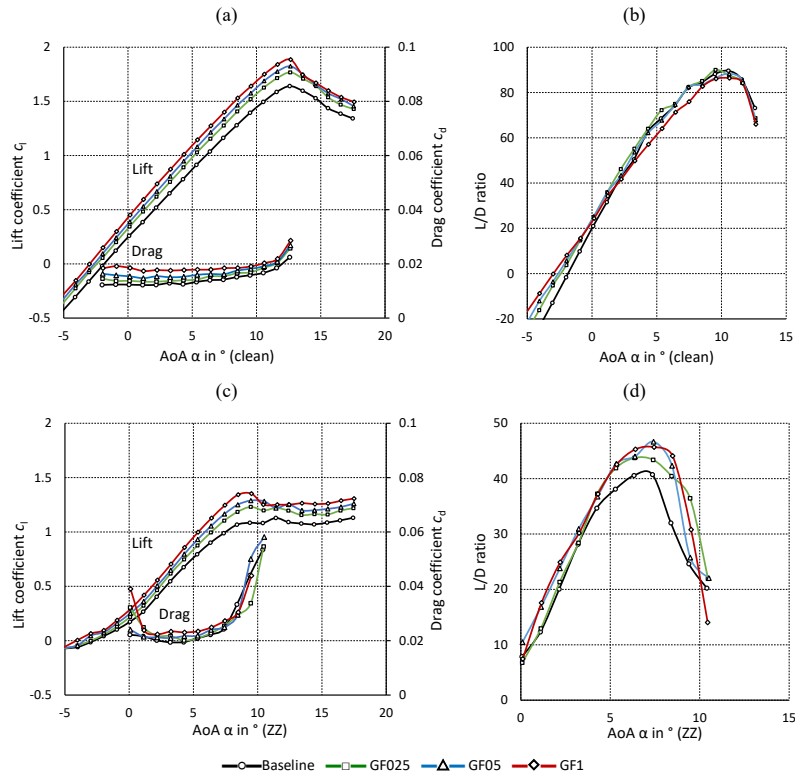 (a)
(b)
2
1.5
1
0.5
0
-0.5
Lift coefficient cl
0.1
0.08
0.06
0.04
0.02
0
Drag coefficient cd
Lift
Drag
-5 0 5 10 15 20
AoA α in ° (clean)
100
80
60
40
20
0
-20
L/D ratio
-5 0 5 10 15
AoA α in ° (clean)
(c)
(d)
2
1.5
1
0.5
0
-0.5
Lift coefficient cl
0.1
0.08
0.06
0.04
0.02
0
Drag coefficient cd
Lift
Drag
-5 0 5 10 15 20
AoA α in ° (ZZ)
50
40
30
20
10
0
L/D ratio
0 5 10 15
AoA α in ° (ZZ)
Baseline GF025 GF05 GF1